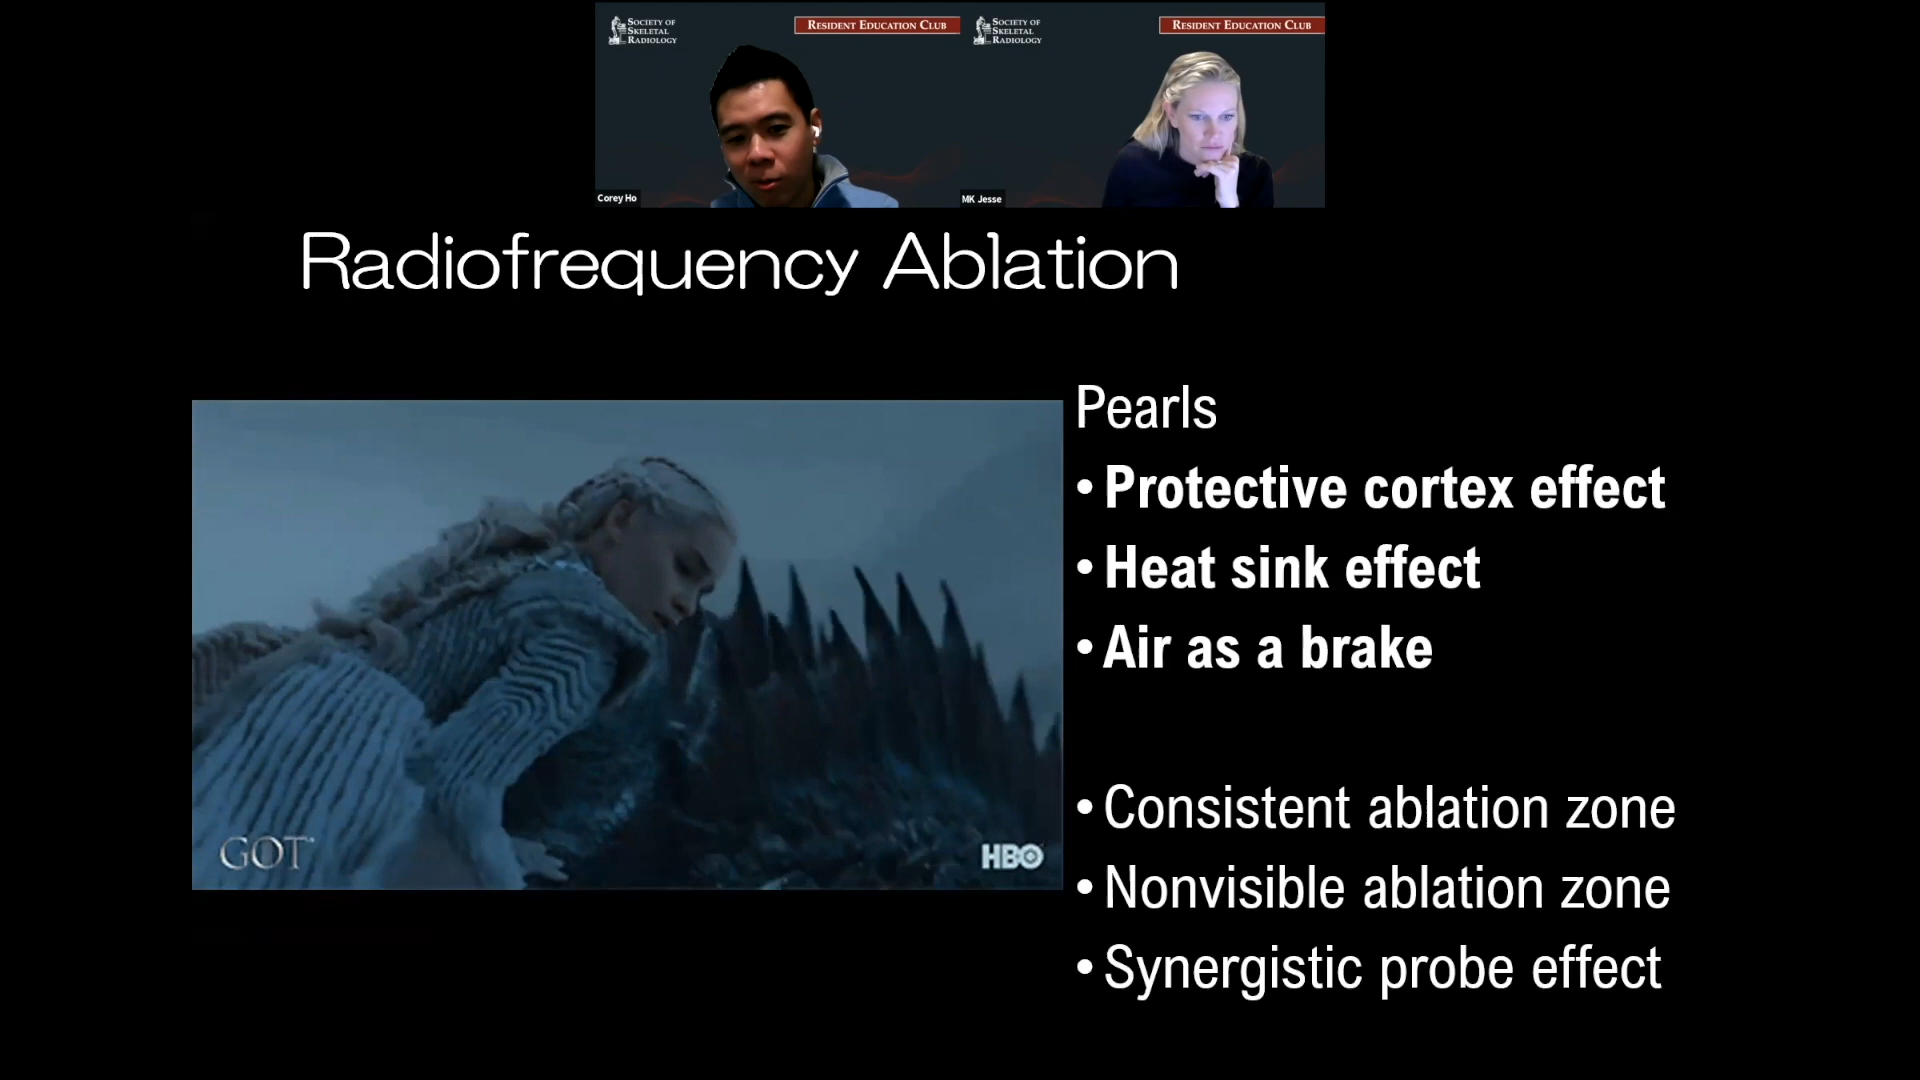 SOCIETY OF
SKELETAL
RADIOLOGY
RESIDENT EDUCATION CLUB
Corey Ho
SOCIETY OF
SKELETAL
RADIOLOGY
RESIDENT EDUCATION CLUB
MK Jesse
Radiofrequency Ablation
GOT
HBO
Pearls
• Protective cortex effect
• Heat sink effect
• Air as a brake
• Consistent ablation zone
• Nonvisible ablation zone
• Synergistic probe effect